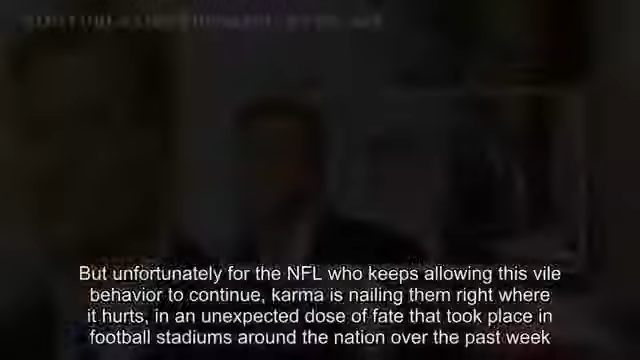 But unfortunately for the NFL who keeps allowing this vile
behavior to continue, karma is nailing them right where
it hurts, in an unexpected dose of fate that took place in
football stadiums around the nation over the past week